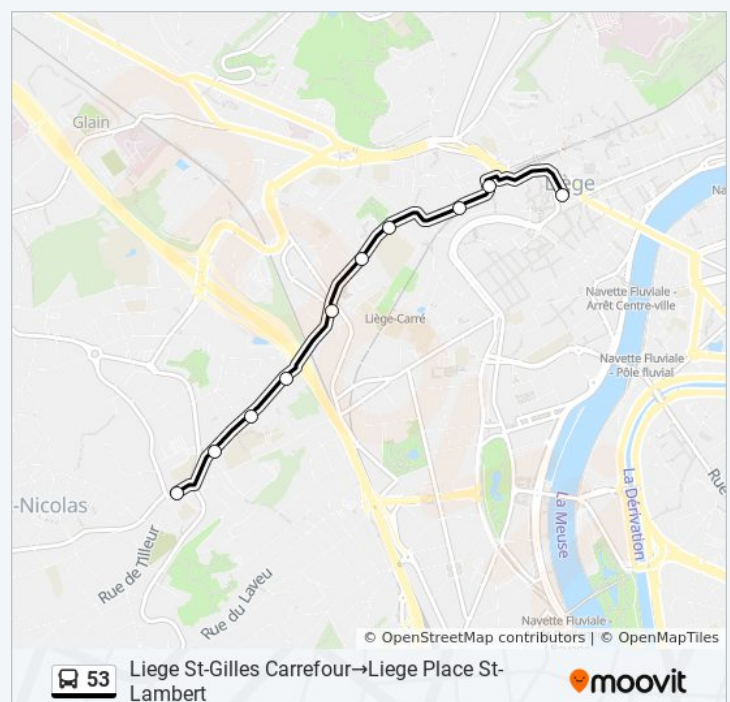 Glain
Liège
Na
Navette Fluviale -
Arrêt Centre-ville
Liège-Carré
Navette Fluviale
- Pôle fluvial
-Nicolas
Rue de Tilleur
Rue du Laveu
La Meuse
La Dérivation
Rue
Navette Fluviale -
© OpenStreetMap contributors | © OpenMapTiles
53
Liege St-Gilles Carrefour→Liege Place St-
Lambert
moovit